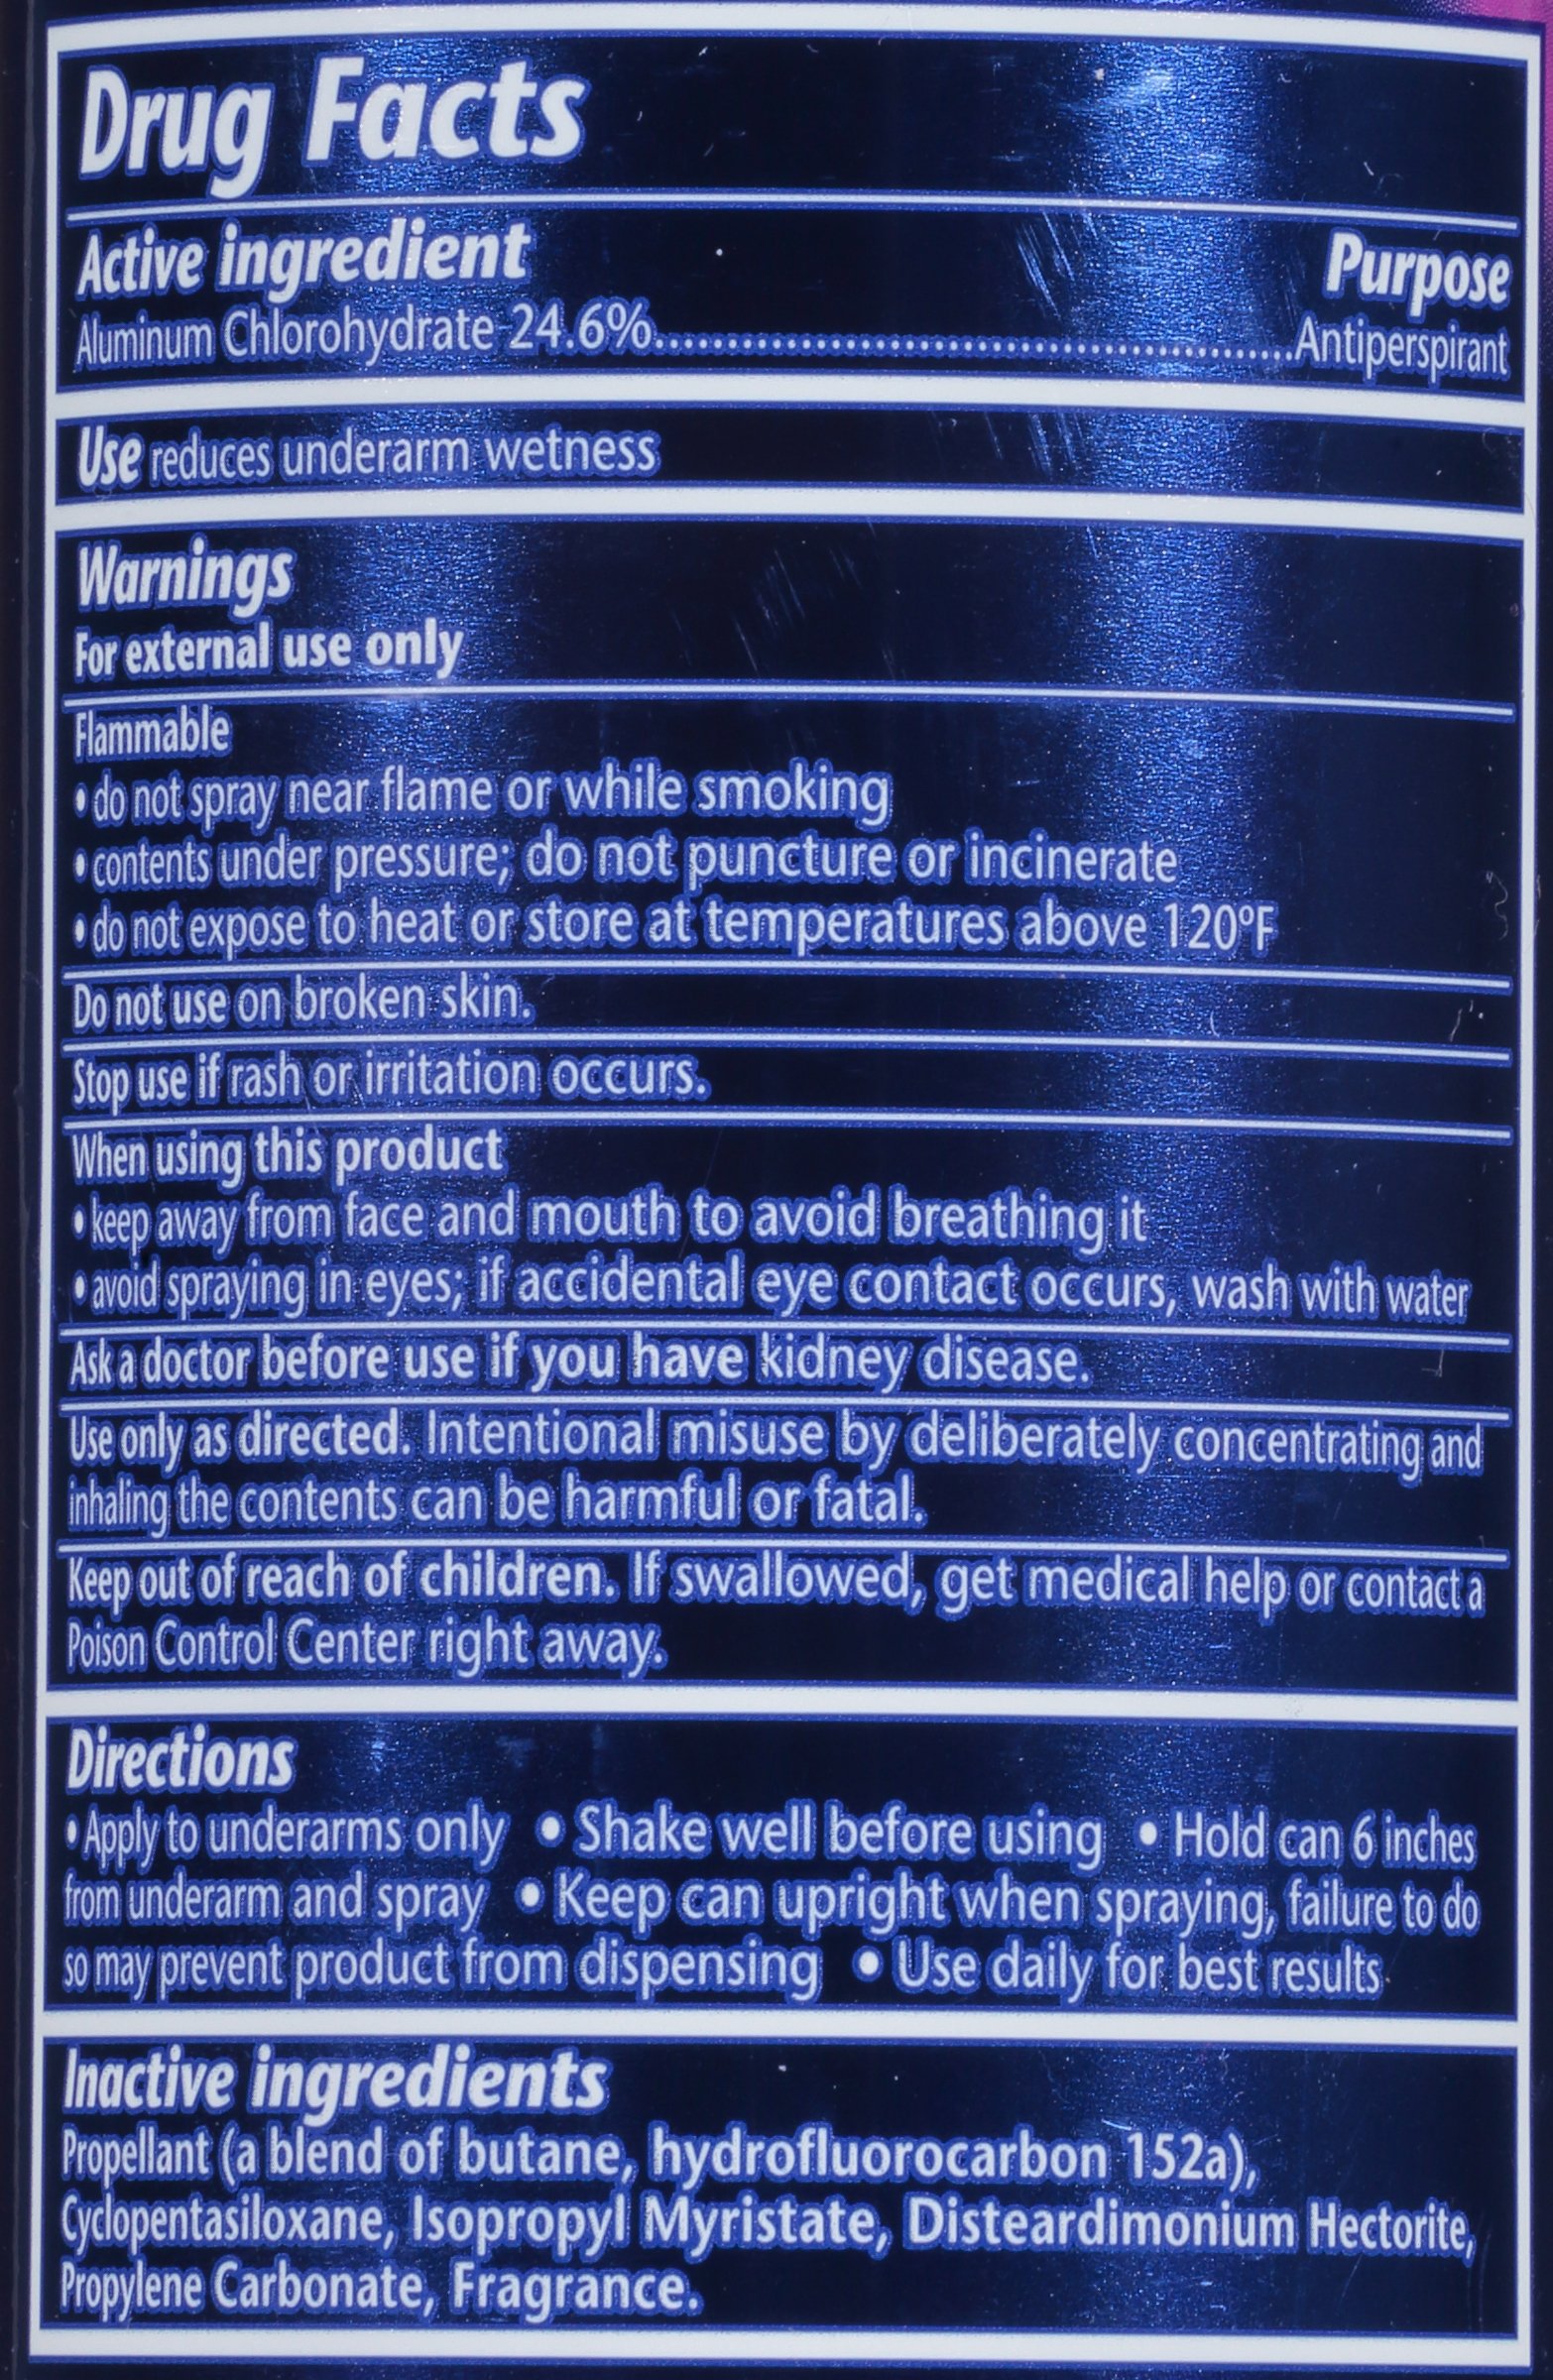 Drug Facts
Active ingredient Purpose
Aluminum Chlorohydrate 24.6%............................................Antiperspirant
Use reduces underarm wetness
Warnings
For external use only
Flammable
• do not spray near flame or while smoking
• contents under pressure; do not puncture or incinerate
• do not expose to heat or store at temperatures above 120ºF
Do not use on broken skin.
Stop use if rash or irritation occurs.
When using this product
• keep away from face and mouth to avoid breathing it
• avoid spraying in eyes; if accidental eye contact occurs, wash with water
Ask a doctor before use if you have kidney disease.
Use only as directed. Intentional misuse by deliberately concentrating and
inhaling the contents can be harmful or fatal.
Keep out of reach of children. If swallowed, get medical help or contact a
Poison Control Center right away.
Directions
• Apply to underarms only • Shake well before using • Hold can 6 inches
from underarm and spray • Keep can upright when spraying, failure to do
so may prevent product from dispensing • Use daily for best results
Inactive ingredients
Propellant (a blend of butane, hydrofluorocarbon 152a),
Cyclopentasiloxane, Isopropyl Myristate, Disteardimonium Hectorite,
Propylene Carbonate, Fragrance.